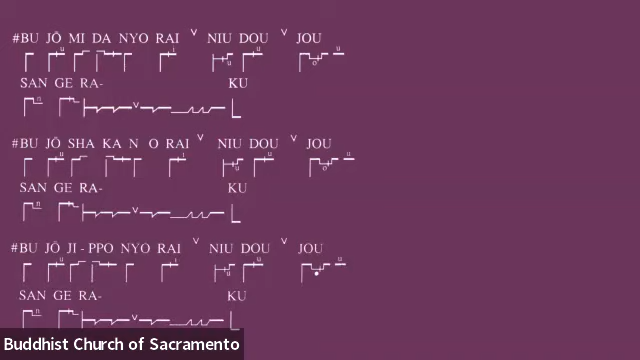 #BU JŌ MI DA NYO RAI ˅ NIU DOU ˅ JOU
u i u u o u
SAN GE RA- KU
n
#BU JŌ SHA KA N O RAI ˅ NIU DOU ˅ JOU
u i u u o u
SAN GE RA- KU
n
#BU JŌ JI - PPO NYO RAI ˅ NIU DOU ˅ JOU
u i u u u
SAN GE RA- KU
n
Buddhist Church of Sacramento